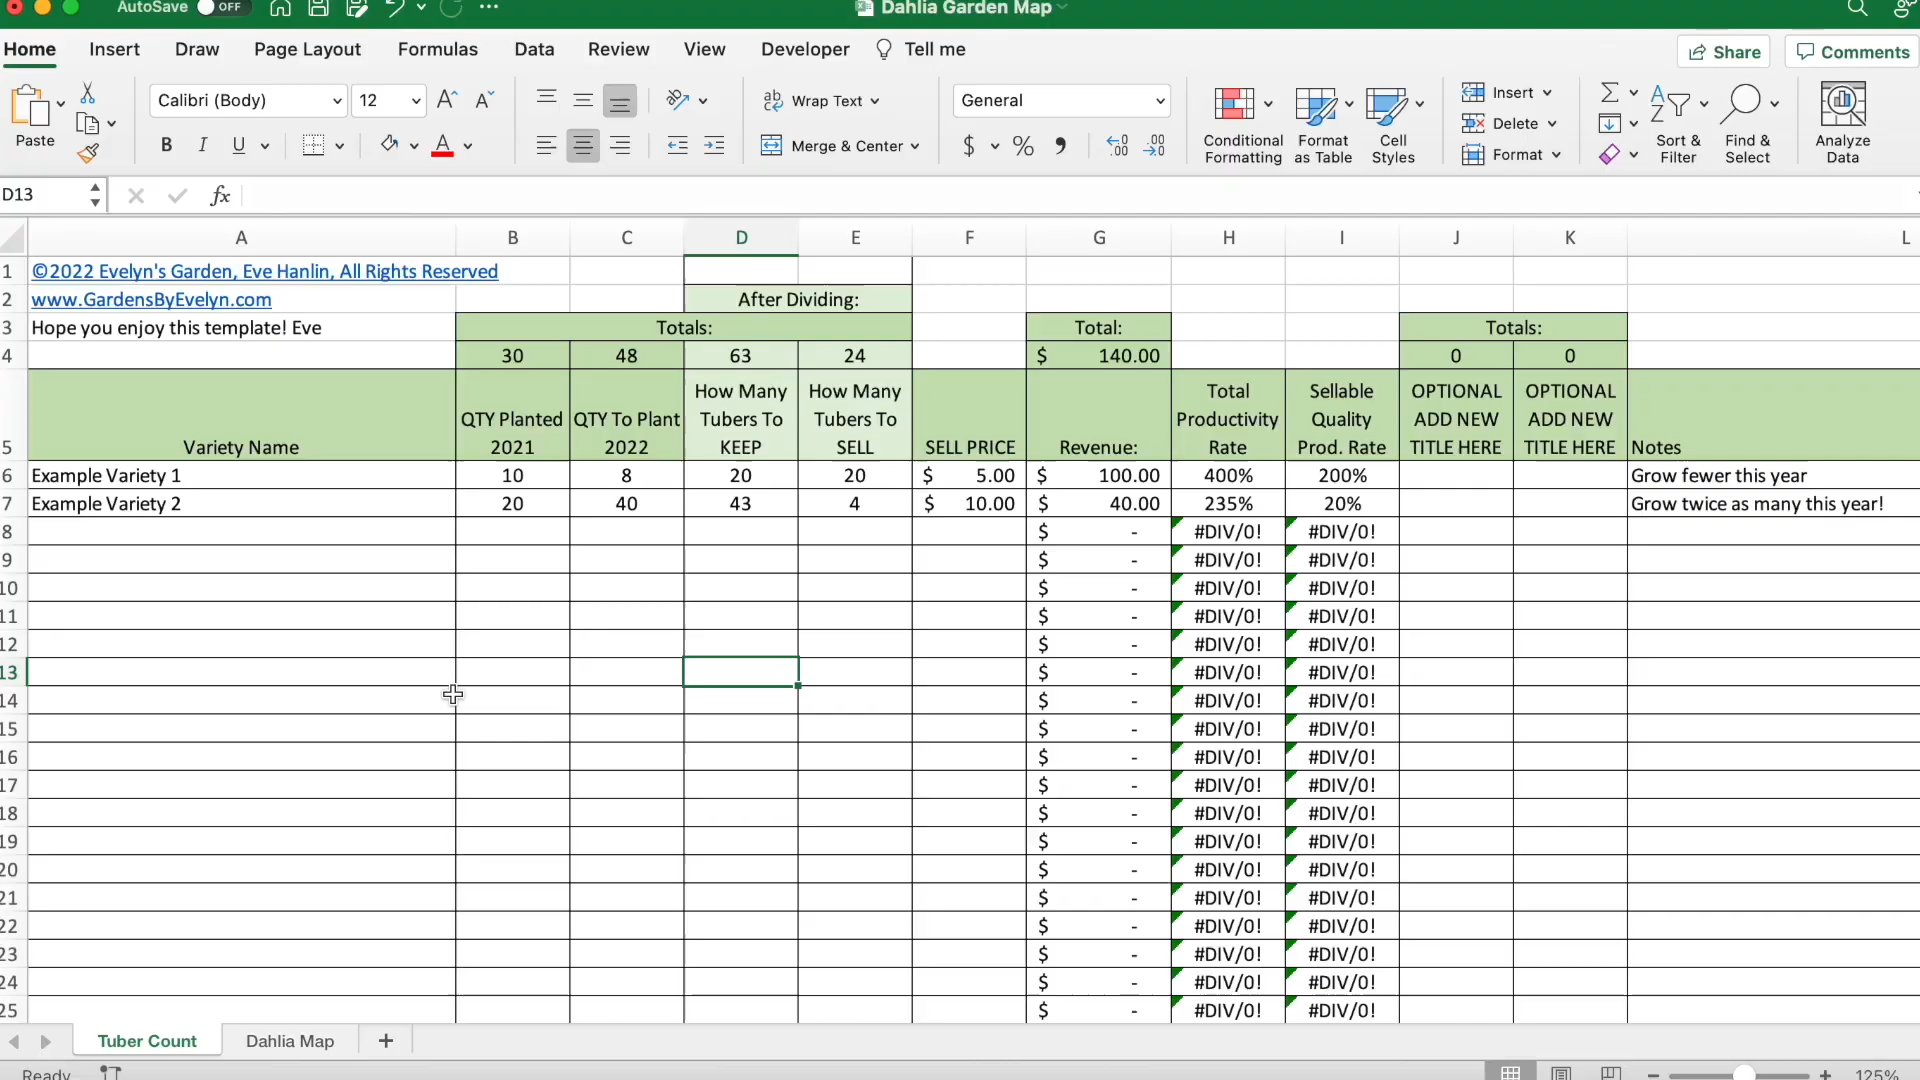 AutoSave OFF Dahlia Garden Map
Home Insert Draw Page Layout Formulas Data Review View Developer Tell me Share Comments
Paste Calibri (Body) 12 Wrap Text General Insert
Delete
B I U Merge & Center $ % Conditional Formatting Format as Table Cell Styles Format Sort & Filter Find & Select Analyze Data
D13 fx
A B C D E F G H I J K L
1 ©2022 Evelyn's Garden, Eve Hanlin, All Rights Reserved
2 www.GardensByEvelyn.com After Dividing:
3 Hope you enjoy this template! Eve Totals: Total: Totals:
4 30 48 63 24 $ 140.00 0 0
5 Variety Name QTY Planted 2021 QTY To Plant 2022 How Many Tubers To KEEP How Many Tubers To SELL SELL PRICE Revenue: Total Productivity Rate Sellable Quality Prod. Rate OPTIONAL ADD NEW TITLE HERE OPTIONAL ADD NEW TITLE HERE Notes
6 Example Variety 1 10 8 20 20 $ 5.00 $ 100.00 400% 200% Grow fewer this year
7 Example Variety 2 20 40 43 4 $ 10.00 $ 40.00 235% 20% Grow twice as many this year!
8 $ - #DIV/0! #DIV/0!
9 $ - #DIV/0! #DIV/0!
10 $ - #DIV/0! #DIV/0!
11 $ - #DIV/0! #DIV/0!
12 $ - #DIV/0! #DIV/0!
13 $ - #DIV/0! #DIV/0!
14 $ - #DIV/0! #DIV/0!
15 $ - #DIV/0! #DIV/0!
16 $ - #DIV/0! #DIV/0!
17 $ - #DIV/0! #DIV/0!
18 $ - #DIV/0! #DIV/0!
19 $ - #DIV/0! #DIV/0!
20 $ - #DIV/0! #DIV/0!
21 $ - #DIV/0! #DIV/0!
22 $ - #DIV/0! #DIV/0!
23 $ - #DIV/0! #DIV/0!
24 $ - #DIV/0! #DIV/0!
25 $ - #DIV/0! #DIV/0!
Tuber Count Dahlia Map +
Ready 125%